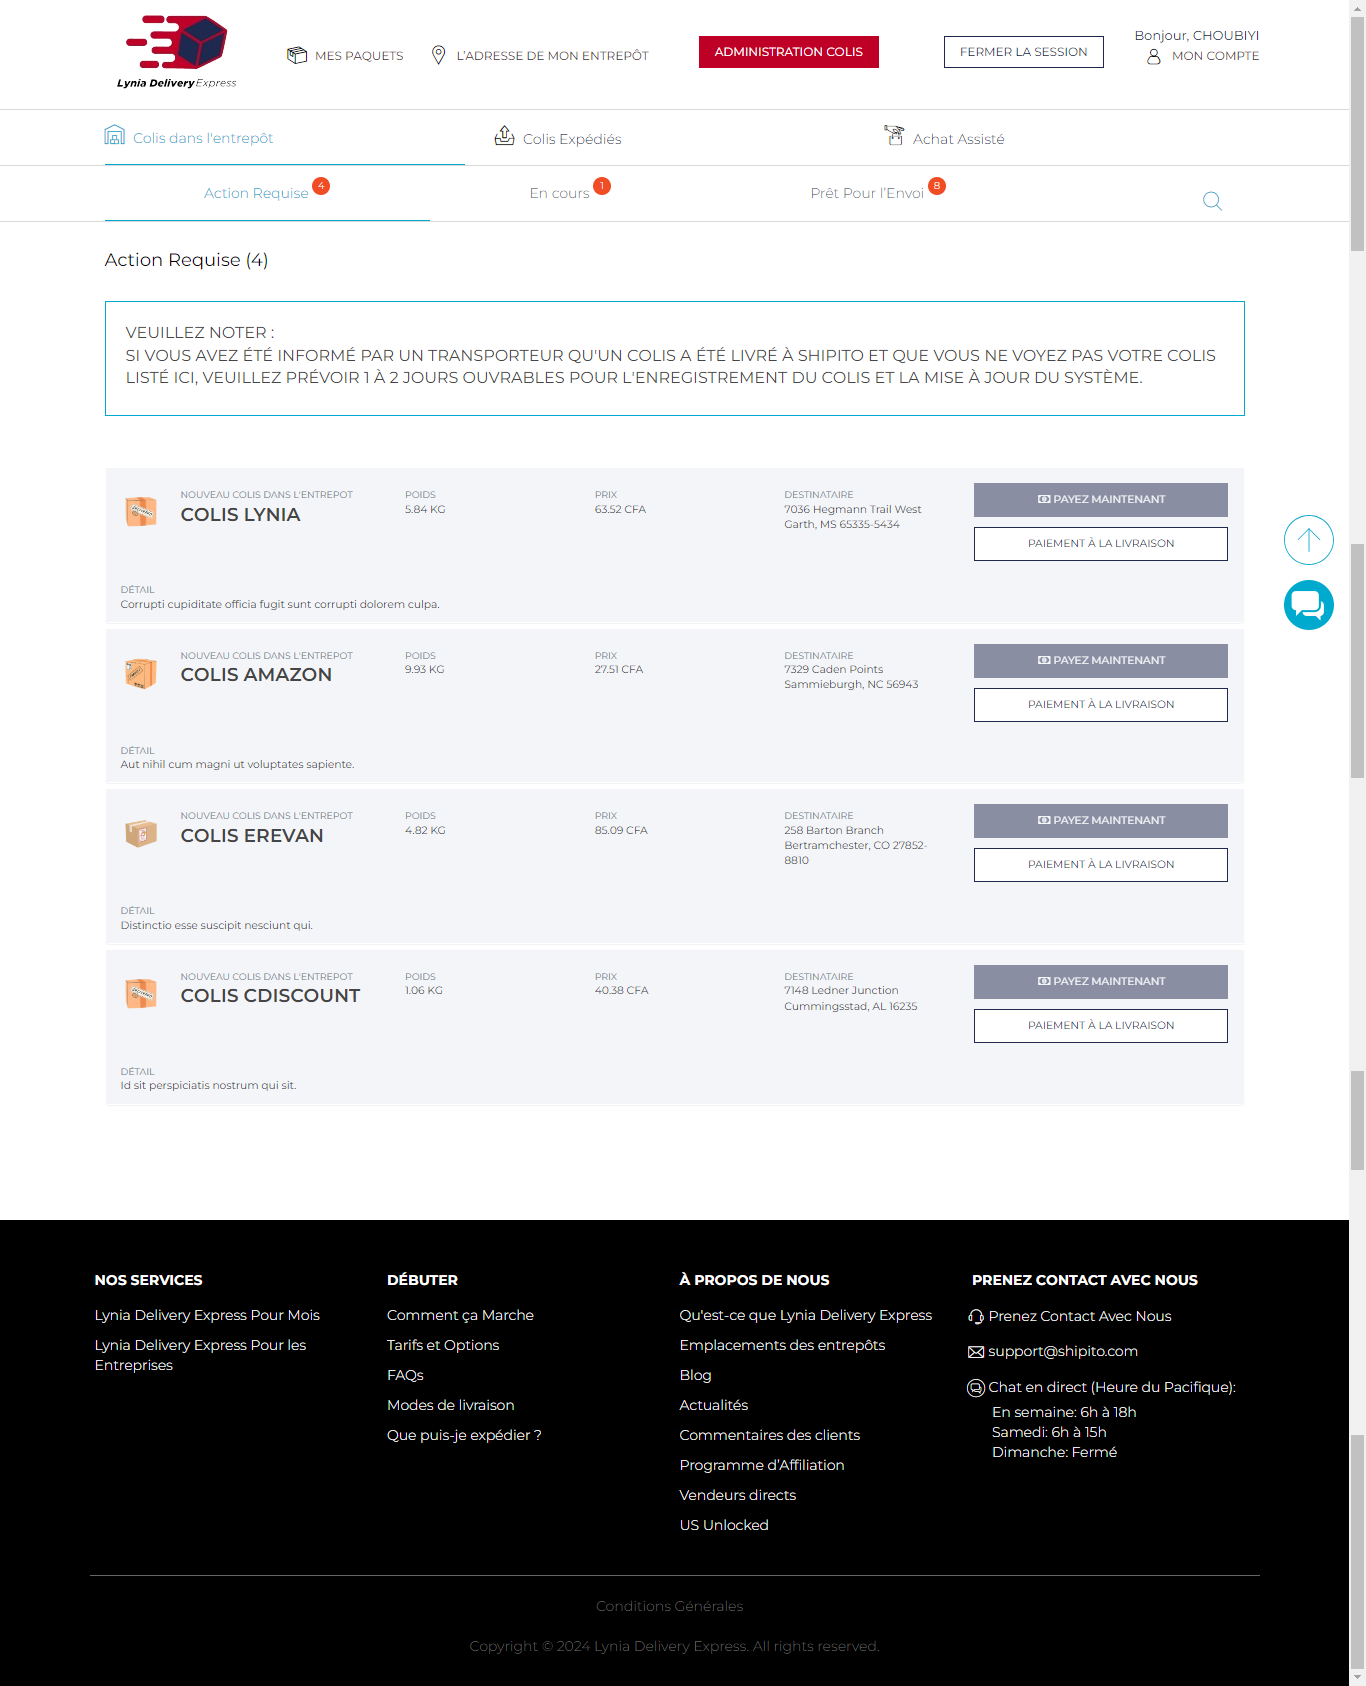 Lynia Delivery Express
MES PAQUETS
L'ADRESSE DE MON ENTREPÔT
ADMINISTRATION COLIS
FERMER LA SESSION
Bonjour, CHOUBIYI
MON COMPTE
Colis dans l'entrepôt
Colis Expédiés
Achat Assisté
Action Requise 4
En cours 1
Prêt Pour l'Envoi 8
Action Requise (4)
VEUILLEZ NOTER :
SI VOUS AVEZ ÉTÉ INFORMÉ PAR UN TRANSPORTEUR QU'UN COLIS A ÉTÉ LIVRÉ À SHIPITO ET QUE VOUS NE VOYEZ PAS VOTRE COLIS
LISTÉ ICI, VEUILLEZ PRÉVOIR 1 À 2 JOURS OUVRABLES POUR L'ENREGISTREMENT DU COLIS ET LA MISE À JOUR DU SYSTÈME.
NOUVEAU COLIS DANS L'ENTREPOT
COLIS LYNIA
POIDS
5.84 KG
PRIX
63.52 CFA
DESTINATAIRE
7036 Hegmann Trail West
Garth, MS 65335-5434
PAYEZ MAINTENANT
PAIEMENT À LA LIVRAISON
DÉTAIL
Corrupti cupiditate officia fugit sunt corrupti dolorem culpa.
NOUVEAU COLIS DANS L'ENTREPOT
COLIS AMAZON
POIDS
9.93 KG
PRIX
27.51 CFA
DESTINATAIRE
7329 Caden Points
Sammieburgh, NC 56943
PAYEZ MAINTENANT
PAIEMENT À LA LIVRAISON
DÉTAIL
Aut nihil cum magni ut voluptates sapiente.
NOUVEAU COLIS DANS L'ENTREPOT
COLIS EREVAN
POIDS
4.82 KG
PRIX
85.09 CFA
DESTINATAIRE
258 Barton Branch
Bertramchester, CO 27852-
8810
PAYEZ MAINTENANT
PAIEMENT À LA LIVRAISON
DÉTAIL
Distinctio esse suscipit nesciunt qui.
NOUVEAU COLIS DANS L'ENTREPOT
COLIS CDISCOUNT
POIDS
1.06 KG
PRIX
40.38 CFA
DESTINATAIRE
7148 Ledner Junction
Cummingsstad, AL 16235
PAYEZ MAINTENANT
PAIEMENT À LA LIVRAISON
DÉTAIL
Id sit perspiciatis nostrum qui sit.
NOS SERVICES
Lynia Delivery Express Pour Mois
Lynia Delivery Express Pour les
Entreprises
DÉBUTER
Comment ça Marche
Tarifs et Options
FAQs
Modes de livraison
Que puis-je expédier ?
À PROPOS DE NOUS
Qu'est-ce que Lynia Delivery Express
Emplacements des entrepôts
Blog
Actualités
Commentaires des clients
Programme d'Affiliation
Vendeurs directs
US Unlocked
PRENEZ CONTACT AVEC NOUS
Prenez Contact Avec Nous
support@shipito.com
Chat en direct (Heure du Pacifique):
En semaine: 6h à 18h
Samedi: 6h à 15h
Dimanche: Fermé
Conditions Générales
Copyright © 2024 Lynia Delivery Express. All rights reserved.